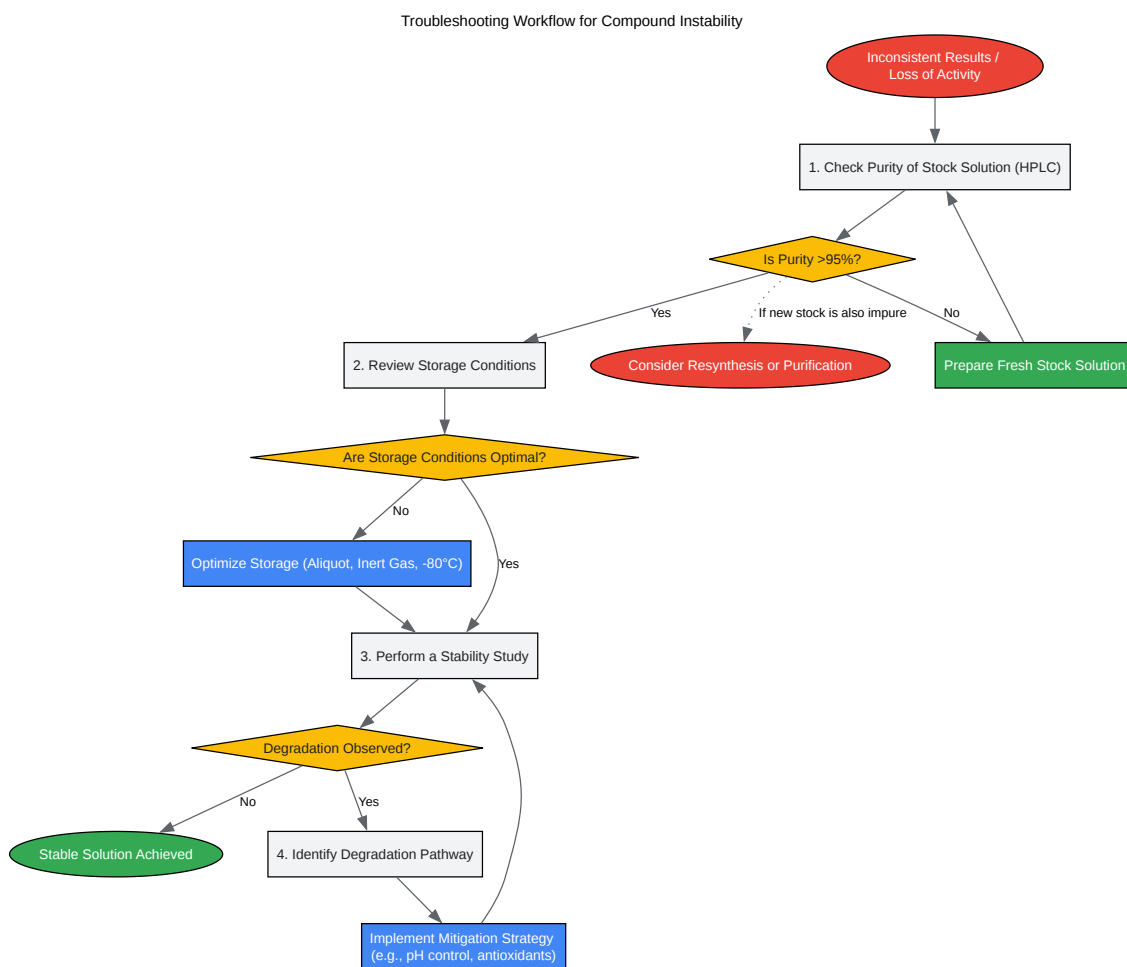 Troubleshooting Workflow for Compound Instability
Inconsistent Results /
Loss of Activity
1. Check Purity of Stock Solution (HPLC)
Is Purity >95%?
Yes
If new stock is also impure
No
2. Review Storage Conditions
Consider Resynthesis or Purification
Prepare Fresh Stock Solution
Are Storage Conditions Optimal?
No
Optimize Storage (Aliquot, Inert Gas, -80°C)
Yes
3. Perform a Stability Study
Degradation Observed?
No
Yes
Stable Solution Achieved
4. Identify Degradation Pathway
Implement Mitigation Strategy
(e.g., pH control, antioxidants)